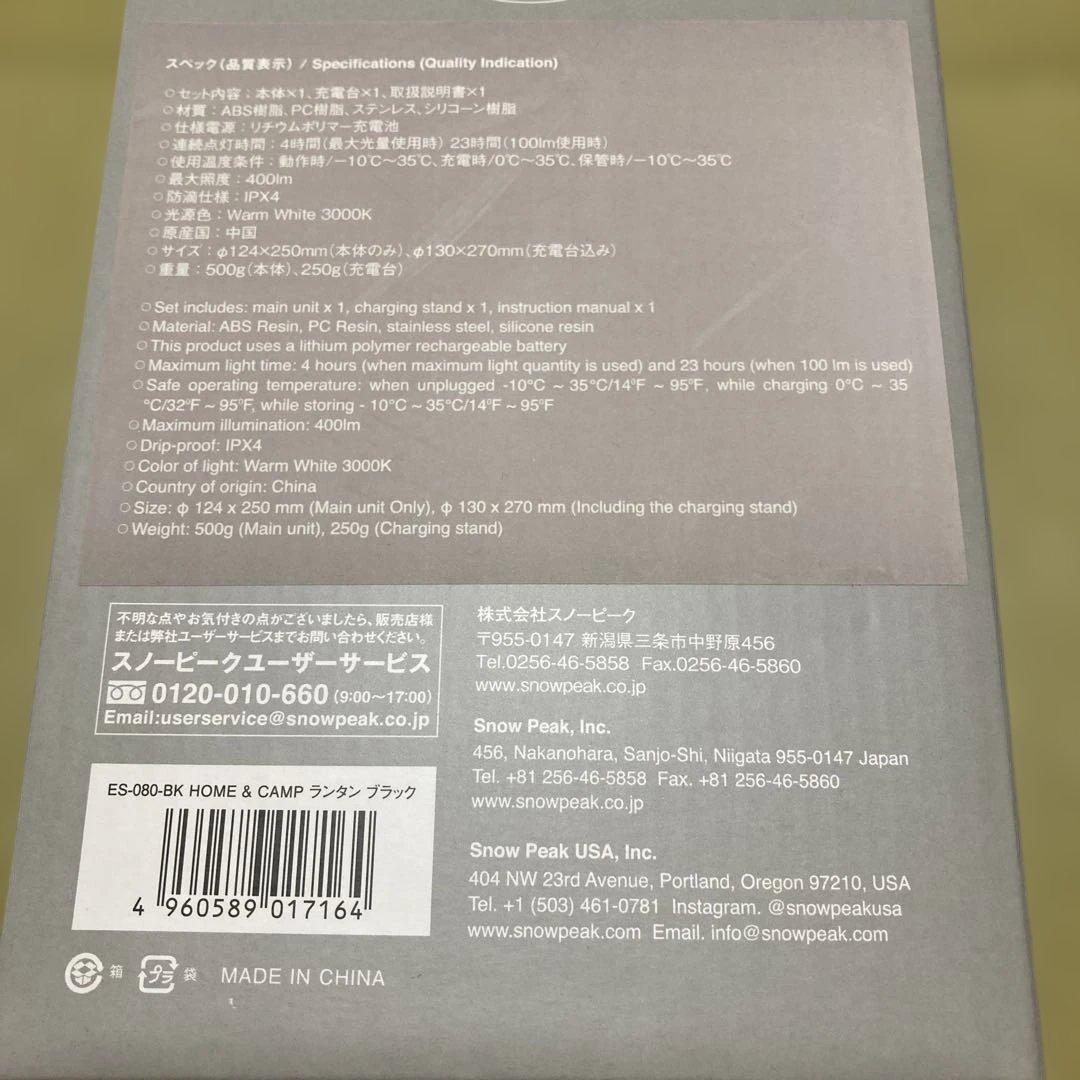 スペック(品質表示) / Specifications (Quality Indication)
○セット内容：本体×1、充電台×1、取扱説明書×1
○材質：ABS樹脂、PC樹脂、ステンレス、シリコーン樹脂
○仕様電源：リチウムポリマー充電池
○連続点灯時間：4時間(最大光量使用時) 23時間(100lm使用時)
○使用温度条件：動作時/−10℃〜35℃、充電時/0℃〜35℃、保管時/−10℃〜35℃
○最大照度：400lm
○防滴仕様：IPX4
○光源色：Warm White 3000K
○原産国：中国
○サイズ：φ124×250mm(本体のみ)、φ130×270mm(充電台込み)
○重量：500g(本体)、250g(充電台)
○Set includes: main unit x 1, charging stand x 1, instruction manual x 1
○Material: ABS Resin, PC Resin, stainless steel, silicone resin
○This product uses a lithium polymer rechargeable battery
○Maximum light time: 4 hours (when maximum light quantity is used) and 23 hours (when 100 lm is used)
○Safe operating temperature: when unplugged -10°C ~ 35°C/14°F ~ 95°F, while charging 0°C ~ 35
°C/32°F ~ 95°F, while storing - 10°C ~ 35°C/14°F ~ 95°F
○Maximum illumination: 400lm
○Drip-proof: IPX4
○Color of light: Warm White 3000K
○Country of origin: China
○Size: φ 124 x 250 mm (Main unit Only), φ 130 x 270 mm (Including the charging stand)
○Weight: 500g (Main unit), 250g (Charging stand)
不明な点やお気付きの点がございましたら、販売店様
または弊社ユーザーサービスまでお問い合わせください。
スノーピークユーザーサービス
0120-010-660 (9:00〜17:00)
Email:userservice@snowpeak.co.jp
株式会社スノーピーク
〒955-0147 新潟県三条市中野原456
Tel.0256-46-5858 Fax.0256-46-5860
www.snowpeak.co.jp
Snow Peak, Inc.
456, Nakanohara, Sanjo-Shi, Niigata 955-0147 Japan
Tel. +81 256-46-5858 Fax. +81 256-46-5860
www.snowpeak.co.jp
Snow Peak USA, Inc.
404 NW 23rd Avenue, Portland, Oregon 97210, USA
Tel. +1 (503) 461-0781 Instagram. @snowpeakusa
www.snowpeak.com Email. info@snowpeak.com
ES-080-BK HOME & CAMP ランタン ブラック
4 960589 017164
箱 プラ 袋 MADE IN CHINA